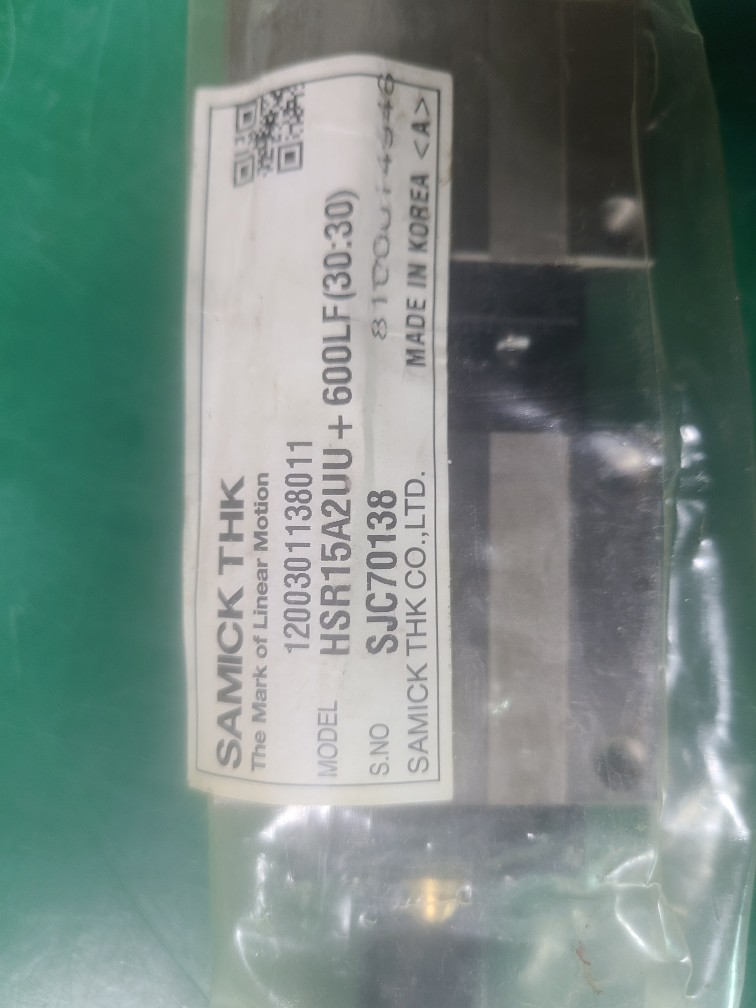 SAMICK THK
The Mark of Linear Motion
1200301138011
MODEL HSR15A2UU + 600LF(30:30)
S.NO SJC70138
SAMICK THK CO.,LTD. MADE IN KOREA <A>